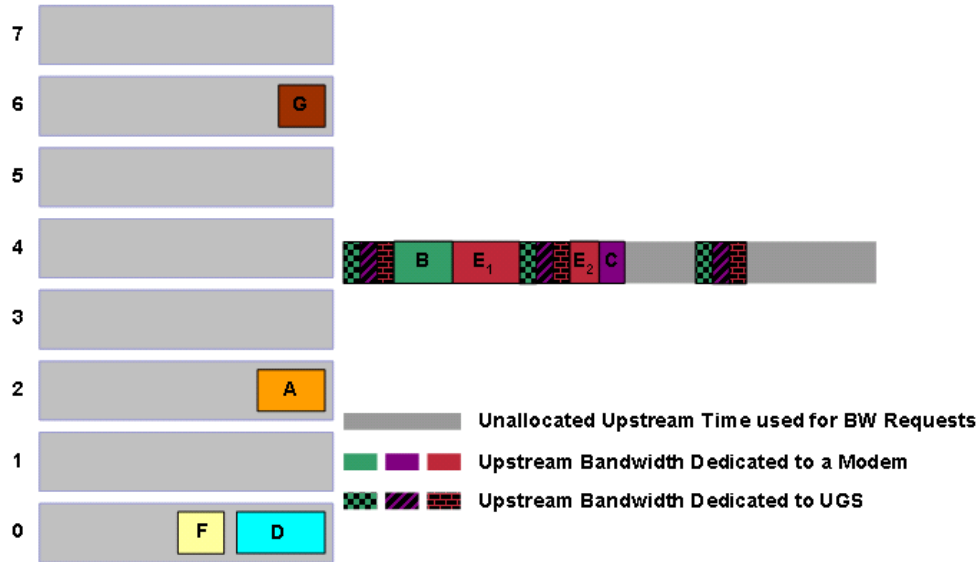 7
6
G
5
4
B
E1
E2
C
3
2
A
1
0
F
D
Unallocated Upstream Time used for BW Requests
Upstream Bandwidth Dedicated to a Modem
Upstream Bandwidth Dedicated to UGS